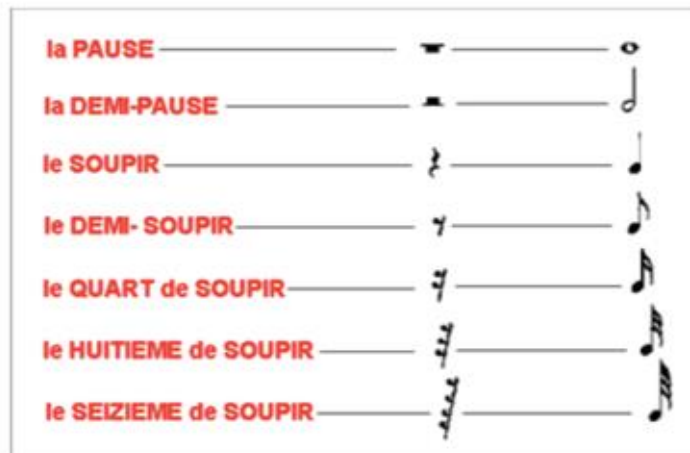 la PAUSE
la DEMI-PAUSE
le SOUPIR
le DEMI- SOUPIR
le QUART de SOUPIR
le HUITIEME de SOUPIR
le SEIZIEME de SOUPIR